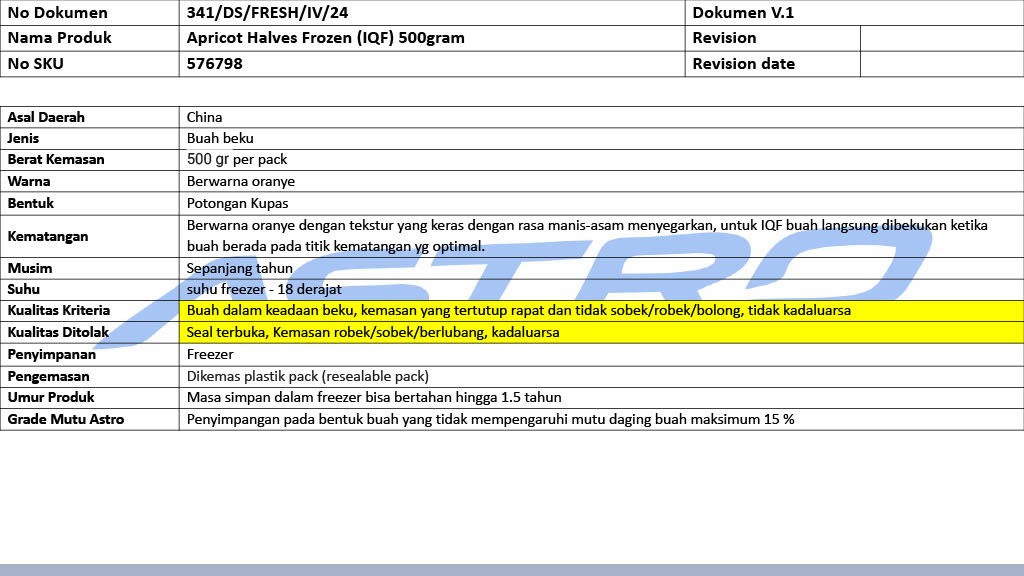 No Dokumen 341/DS/FRESH/IV/24 Dokumen V.1
Nama Produk Apricot Halves Frozen (IQF) 500gram Revision
No SKU 576798 Revision date
Asal Daerah China
Jenis Buah beku
Berat Kemasan 500 gr per pack
Warna Berwarna oranye
Bentuk Potongan Kupas
Kematangan Berwarna oranye dengan tekstur yang keras dengan rasa manis-asam menyegarkan, untuk IQF buah langsung dibekukan ketika
buah berada pada titik kematangan yg optimal.
Musim Sepanjang tahun
Suhu suhu freezer - 18 derajat
Kualitas Kriteria Buah dalam keadaan beku, kemasan yang tertutup rapat dan tidak sobek/robek/bolong, tidak kadaluarsa
Kualitas Ditolak Seal terbuka, Kemasan robek/sobek/berlubang, kadaluarsa
Penyimpanan Freezer
Pengemasan Dikemas plastik pack (resealable pack)
Umur Produk Masa simpan dalam freezer bisa bertahan hingga 1.5 tahun
Grade Mutu Astro Penyimpangan pada bentuk buah yang tidak mempengaruhi mutu daging buah maksimum 15 %
ASTRO